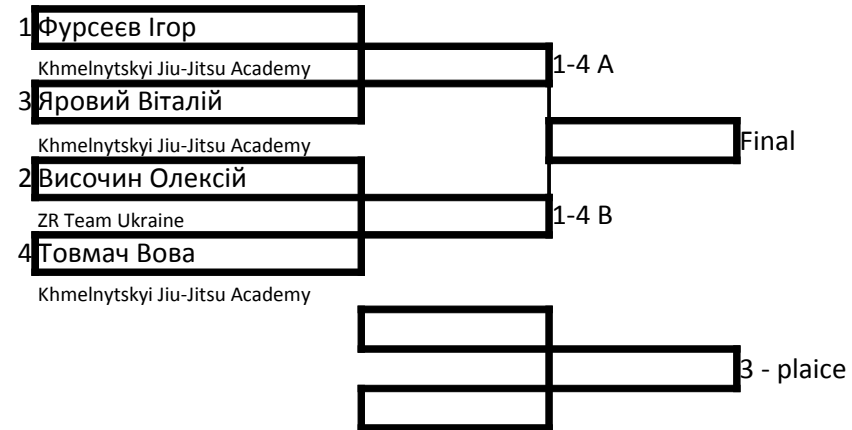 1 Фурсеєв Ігор
Khmelnytskyi Jiu-Jitsu Academy
1-4 A
3 Яровий Віталій
Khmelnytskyi Jiu-Jitsu Academy
Final
2 Височин Олексій
ZR Team Ukraine
1-4 B
4 Товмач Вова
Khmelnytskyi Jiu-Jitsu Academy
3 - plaice